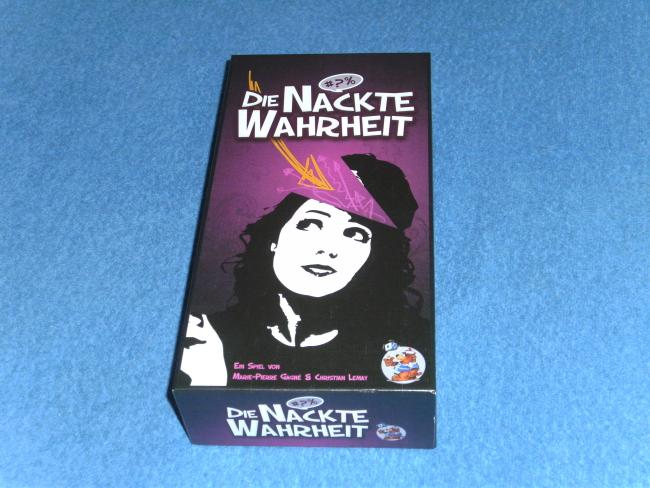 #?%
DIE NACKTE
WAHRHEIT
EIN SPIEL VON
MARIE-PIERRE GAGNÉ & CHRISTIAN LEMAY
#?%
DIE NACKTE
WAHRHEIT